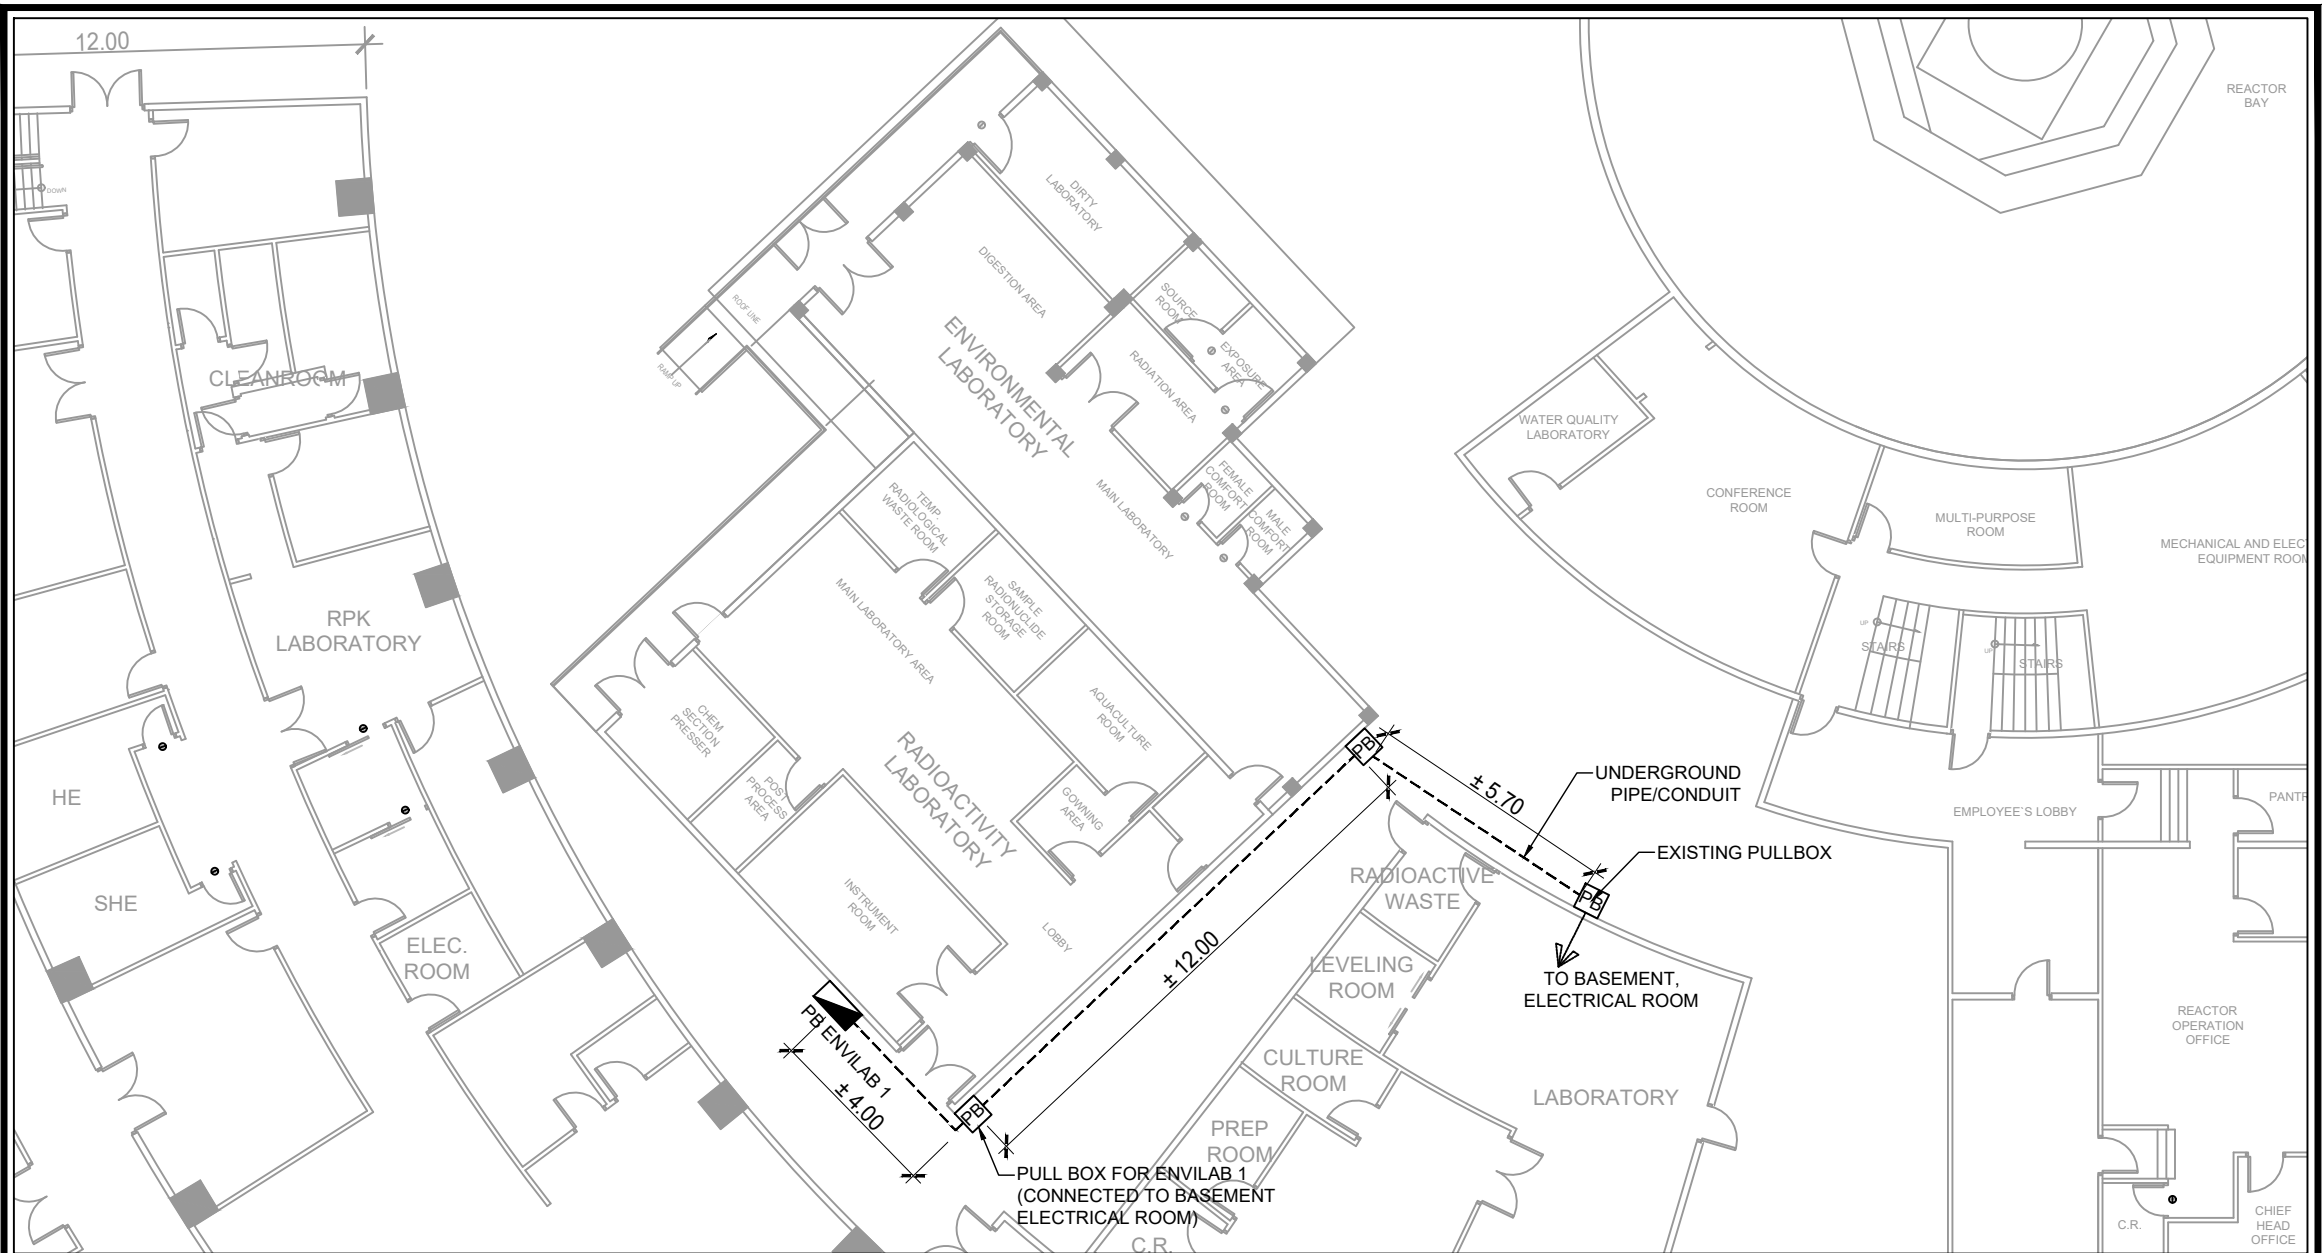 12.00
REACTOR
BAY
DOWN
DIRTY
LABORATORY
DIGESTION AREA
SOURCE
ROOM
ROOF LINE
RAMP UP
ENVIRONMENTAL
LABORATORY
RADIATION AREA
EXPOSURE
AREA
CLEANROOM
WATER QUALITY
LABORATORY
FEMALE
COMFORT
ROOM
MALE
COMFORT
ROOM
MAIN LABORATORY
CONFERENCE
ROOM
MULTI-PURPOSE
ROOM
MECHANICAL AND ELEC
EQUIPMENT ROOM
TEMP
RADIOLOGICAL
WASTE ROOM
SAMPLE
RADIONUCLIDE
STORAGE
ROOM
MAIN LABORATORY AREA
RPK
LABORATORY
UP
STAIRS
UP
STAIRS
CHEM
SECTION
PRESSER
AQUACULTURE
ROOM
RADIOACTIVITY
LABORATORY
POST
PROCESS
AREA
GOWNING
AREA
PB
± 5.70
UNDERGROUND
PIPE/CONDUIT
HE
EMPLOYEE'S LOBBY
PANTR
EXISTING PULLBOX
PB
RADIOACTIVE
WASTE
SHE
INSTRUMENT
ROOM
LOBBY
ELEC.
ROOM
± 12.00
LEVELING
ROOM
TO BASEMENT,
ELECTRICAL ROOM
REACTOR
OPERATION
OFFICE
PB ENVILAB 1
± 4.00
PB
CULTURE
ROOM
LABORATORY
PREP
ROOM
PULL BOX FOR ENVILAB 1
(CONNECTED TO BASEMENT
ELECTRICAL ROOM)
C.R.
C.R.
CHIEF
HEAD
OFFICE